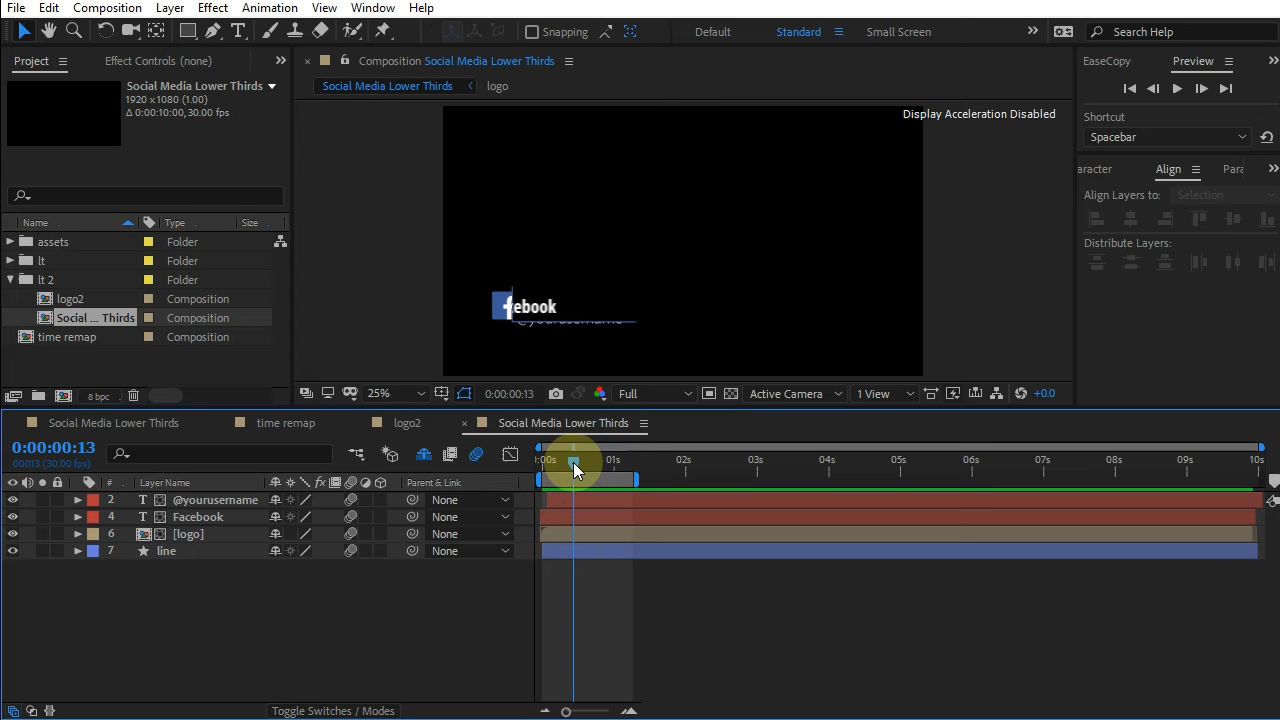 File Edit Composition Layer Effect Animation View Window Help
Snapping Default Standard Small Screen Search Help
Project Effect Controls (none)
Social Media Lower Thirds
1920 x 1080 (1.00)
Δ 0:00:10:00, 30.00 fps)
Name Type Size
assets Folder
lt Folder
lt 2 Folder
logo2 Composition
Social ... Thirds Composition
time remap Composition
8 bpc
Composition Social Media Lower Thirds
Social Media Lower Thirds logo
Display Acceleration Disabled
f ebook
@yourusername
25% 0:00:00:13 Full Active Camera 1 View +0.0
EaseCopy Preview
Shortcut
Spacebar
aracter Align Para
Align Layers to: Selection
Distribute Layers:
Social Media Lower Thirds time remap logo2 Social Media Lower Thirds
0:00:00:13
00013 (30.00 fps)
:00s 01s 02s 03s 04s 05s 06s 07s 08s 09s 10s
# Layer Name Parent & Link
2 T @yourusername None
4 T Facebook None
6 [logo] None
7 line None
Toggle Switches / Modes